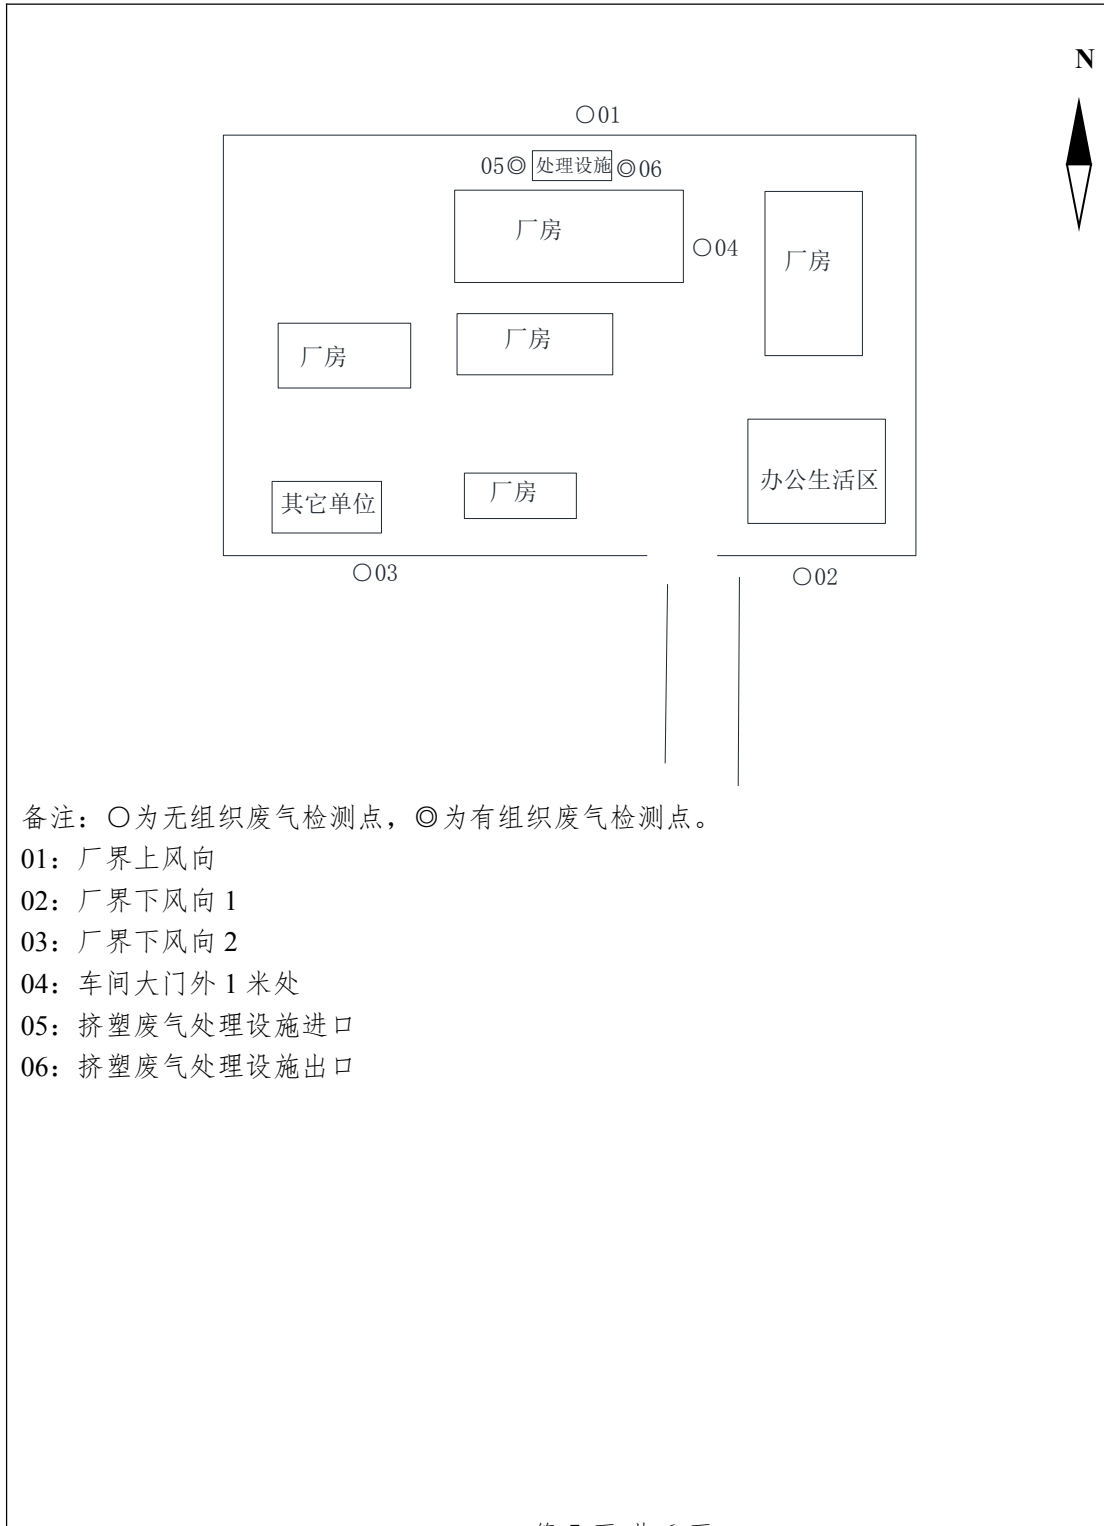 N
○01
05◎ 处理设施 ◎06
厂房
○04
厂房
厂房
厂房
办公生活区
其它单位
厂房
○03
○02
备注：○为无组织废气检测点，◎为有组织废气检测点。
01：厂界上风向
02：厂界下风向 1
03：厂界下风向 2
04：车间大门外 1 米处
05：挤塑废气处理设施进口
06：挤塑废气处理设施出口